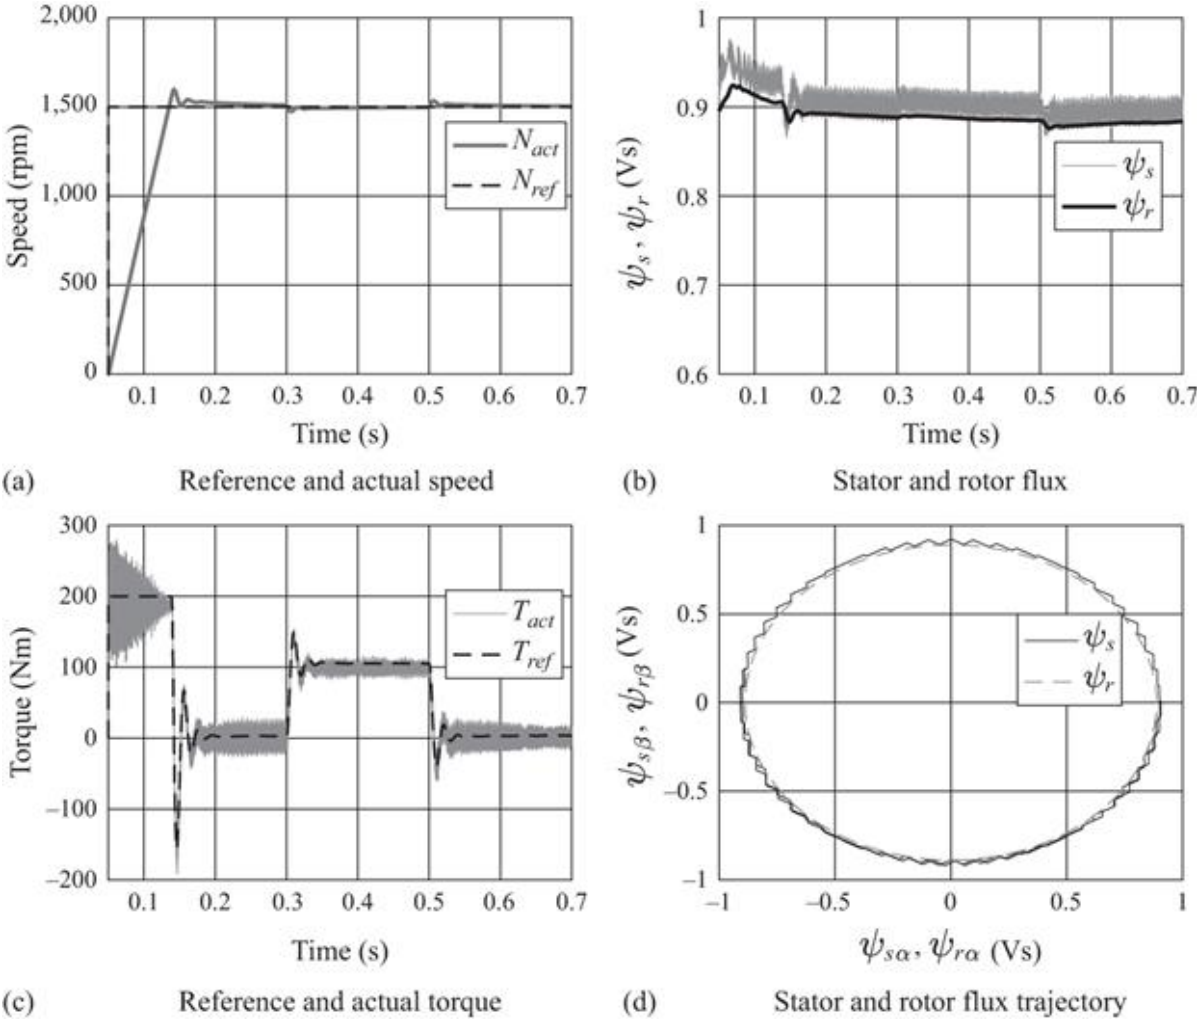 2,000
1,500
1,000
500
0
Speed (rpm)
N_act
N_ref
0.1 0.2 0.3 0.4 0.5 0.6 0.7
Time (s)
(a) Reference and actual speed
1
0.9
0.8
0.7
0.6
ψ_s, ψ_r (Vs)
ψ_s
ψ_r
0.1 0.2 0.3 0.4 0.5 0.6 0.7
Time (s)
(b) Stator and rotor flux
300
200
100
0
−100
−200
Torque (Nm)
T_act
T_ref
0.1 0.2 0.3 0.4 0.5 0.6 0.7
Time (s)
(c) Reference and actual torque
1
0.5
0
−0.5
−1
ψ_sβ, ψ_rβ (Vs)
ψ_s
ψ_r
−1 −0.5 0 0.5 1
ψ_sα, ψ_rα (Vs)
(d) Stator and rotor flux trajectory